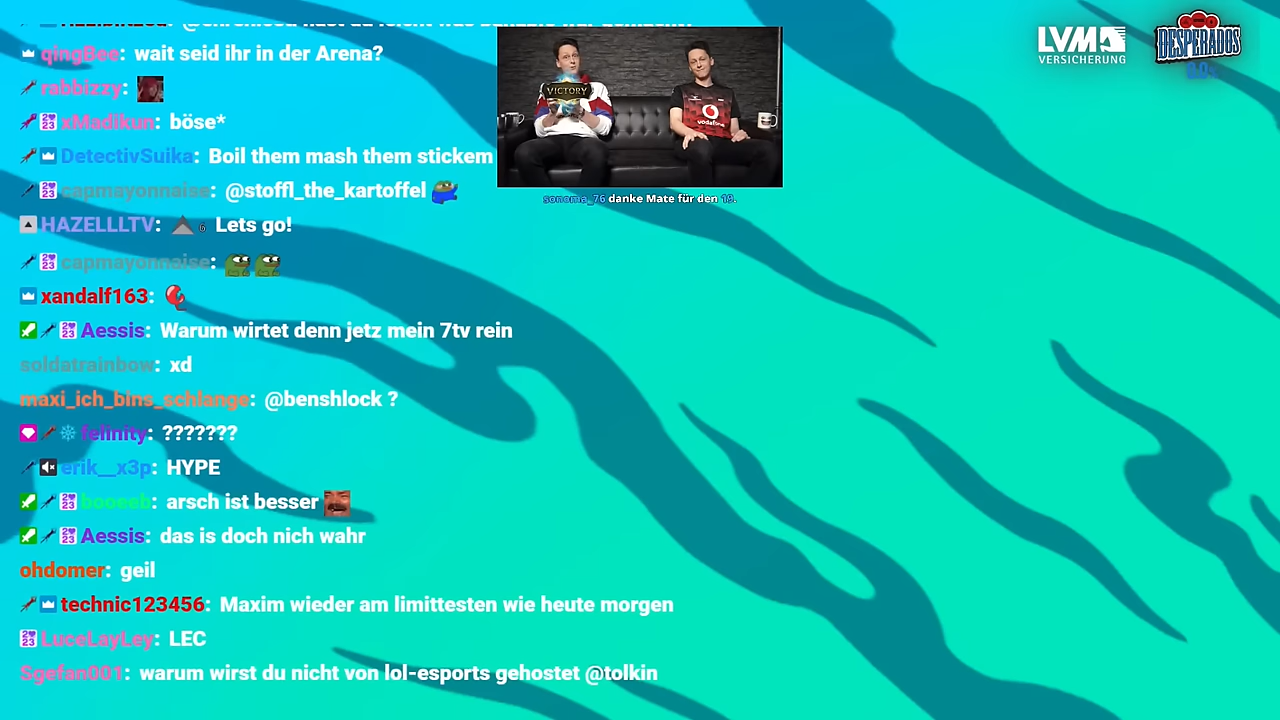 qingBee: wait seid ihr in der Arena?
rabbizzy:
xMadikun: böse*
DetectivSuika: Boil them mash them stickem
capmayonnaise: @stoffl_the_kartoffel
HAZELLLTV: 6 Lets go!
capmayonnaise:
xandalf163:
Aessis: Warum wirtet denn jetz mein 7tv rein
soldatrainbow: xd
maxi_ich_bins_schlange: @benshlock ?
felinity: ???????
erik__x3p: HYPE
booeeb: arsch ist besser
Aessis: das is doch nich wahr
ohdomer: geil
technic123456: Maxim wieder am limittesten wie heute morgen
LuceLayLey: LEC
Sgefan001: warum wirst du nicht von lol-esports gehostet @tolkin
VICTORY
vodafone
sonoma_76 danke Mate für den 19.
LVM
VERSICHERUNG
DESPERADOS